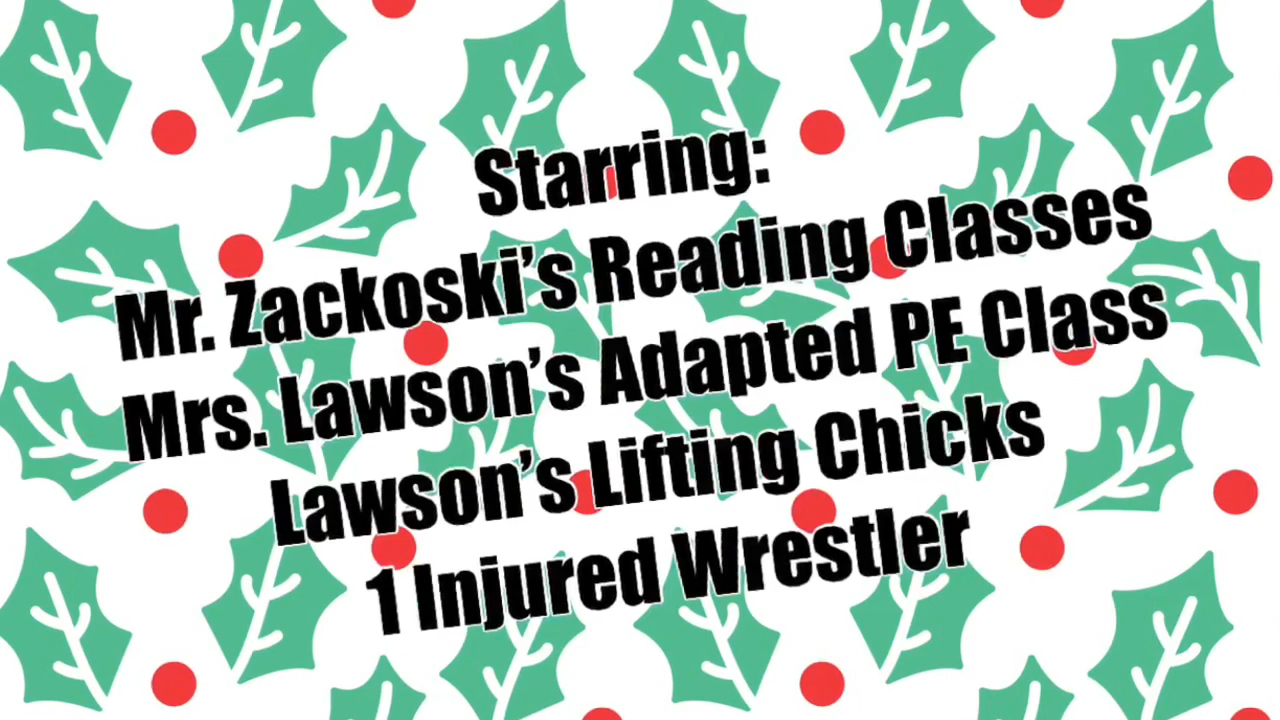 Starring:
Mr. Zackoski’s Reading Classes
Mrs. Lawson’s Adapted PE Class
Lawson’s Lifting Chicks
1 Injured Wrestler